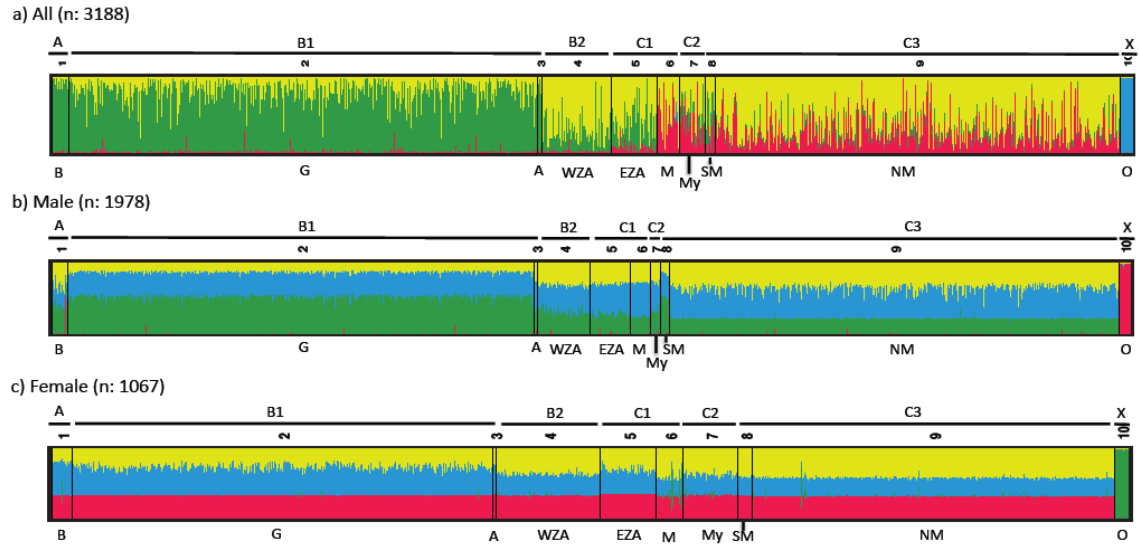 a) All (n: 3188)
A B1 B2 C1 C2 C3 X
1 2 3 4 5 6 7 8 9 10
B G A WZA EZA M My SM NM O
b) Male (n: 1978)
A B1 B2 C1 C2 C3 X
1 2 3 4 5 6 7 8 9 10
B G A WZA EZA M My SM NM O
c) Female (n: 1067)
A B1 B2 C1 C2 C3 X
1 2 3 4 5 6 7 8 9 10
B G A WZA EZA M My SM NM O